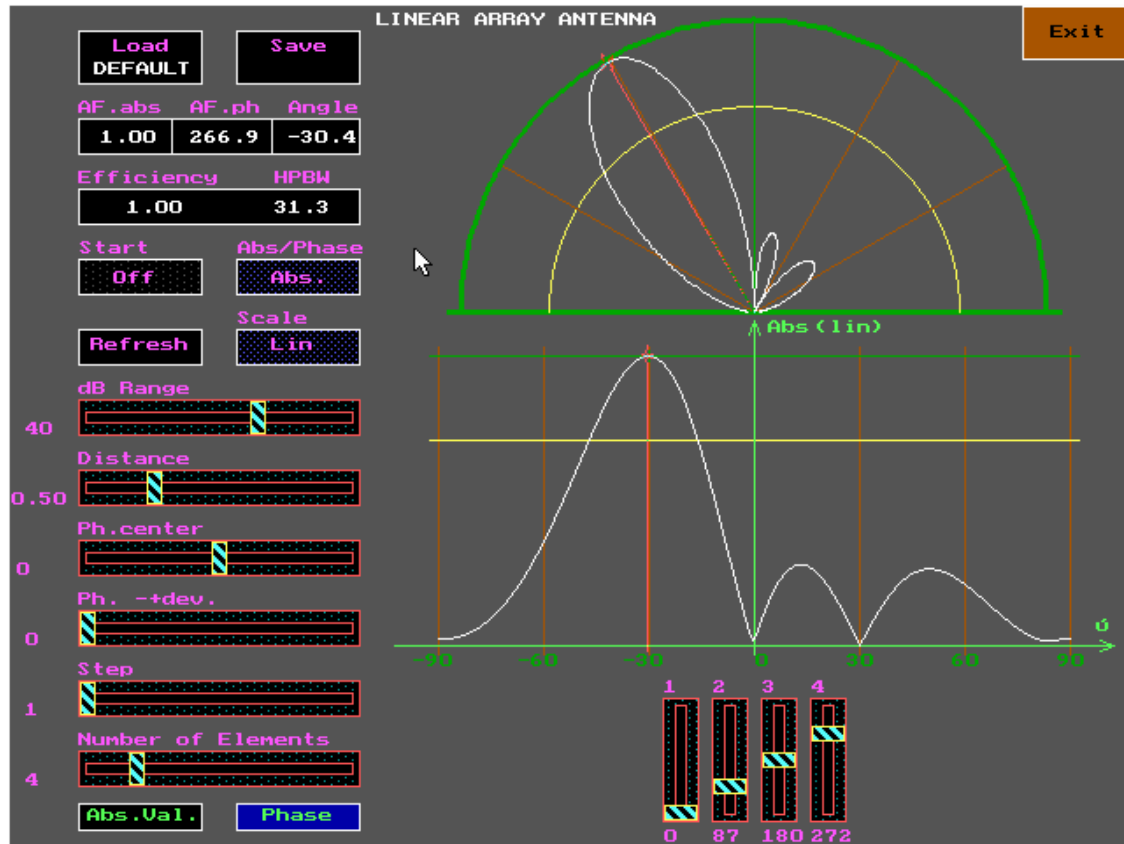 LINEAR ARRAY ANTENNA
Exit
Load
DEFAULT
Save
AF.abs AF.ph Angle
1.00 266.9 -30.4
Efficiency HPBW
1.00 31.3
Start Abs/Phase
Off Abs.
Scale
Refresh Lin
dB Range
40
Distance
0.50
Ph.center
0
Ph. -+dev.
0
Step
1
Number of Elements
4
Abs.Val. Phase
Abs(lin)
ú
-90 -60 -30 0 30 60 90
1 2 3 4
0 87 180 272